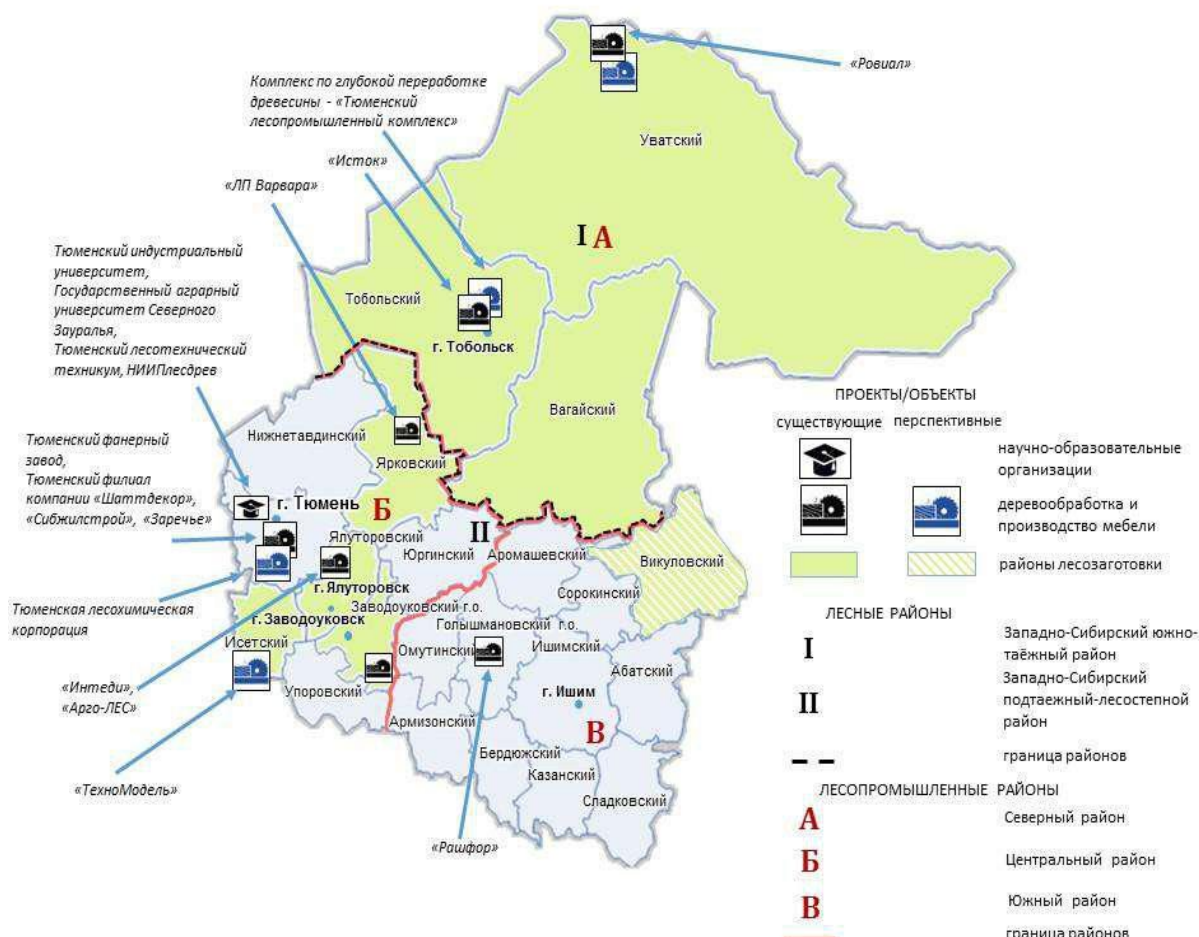 «Ровиал»
Комплекс по глубокой переработке
древесины - «Тюменский
лесопромышленный комплекс»
«Исток»
«ЛП Варвара»
Тюменский индустриальный
университет,
Государственный аграрный
университет Северного
Зауралья,
Тюменский лесотехнический
техникум, НИИПлесдрев
Тюменский фанерный
завод,
Тюменский филиал
компании «Шаттдекор»,
«Сибжилстрой», «Заречье»
Тюменская лесохимическая
корпорация
«Интеди»,
«Арго-ЛЕС»
«ТехноМодель»
«Рашфор»
Уватский
I А
Тобольский
г. Тобольск
Вагайский
Нижнетавдинский
Ярковский
г. Тюмень
Б
II
Ялуторовский
Юргинский
Аромашевский
Викуловский
г. Ялуторовск
Сорокинский
Заводоуковский г.о.
г. Заводоуковск
Голышмановский г.о.
Исетский
Омутинский
Ишимский
Абатский
Упоровский
г. Ишим
Армизонский
В
Бердюжский
Казанский
Сладковский
ПРОЕКТЫ/ОБЪЕКТЫ
существующие перспективные
научно-образовательные
организации
деревообработка и
производство мебели
районы лесозаготовки
ЛЕСНЫЕ РАЙОНЫ
I
Западно-Сибирский южно-
таёжный район
II
Западно-Сибирский
подтаежный-лесостепной
район
граница районов
ЛЕСОПРОМЫШЛЕННЫЕ РАЙОНЫ
А Северный район
Б Центральный район
В Южный район
граница районов